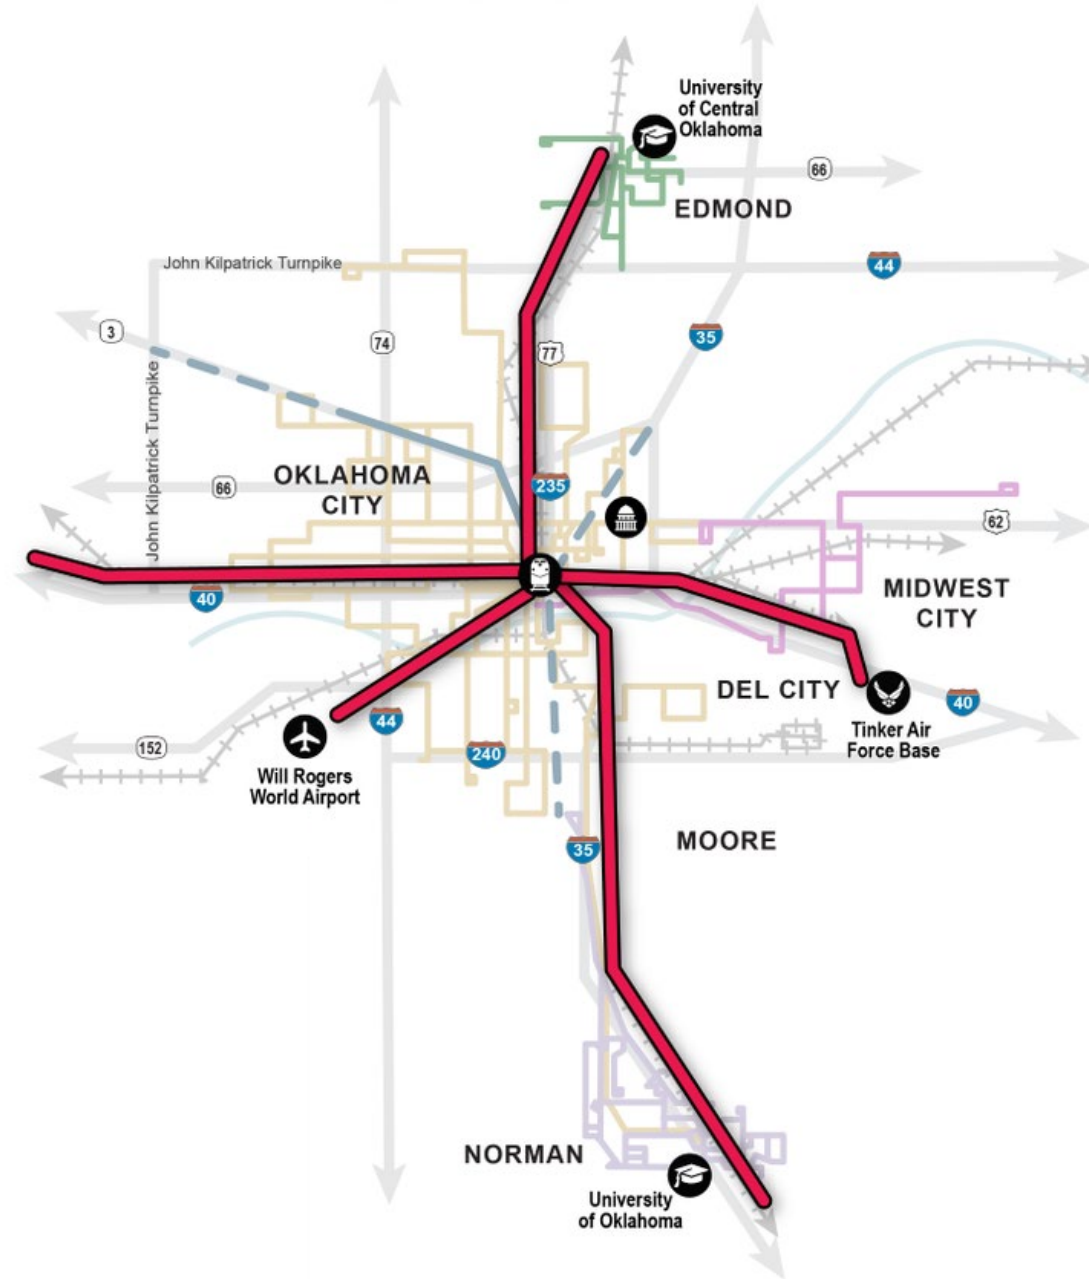 University
of Central
Oklahoma
66
EDMOND
John Kilpatrick Turnpike
44
3
74
77
35
John Kilpatrick Turnpike
OKLAHOMA
CITY
66
235
62
40
MIDWEST
CITY
DEL CITY
40
44
152
240
Tinker Air
Force Base
Will Rogers
World Airport
MOORE
35
NORMAN
University
of Oklahoma